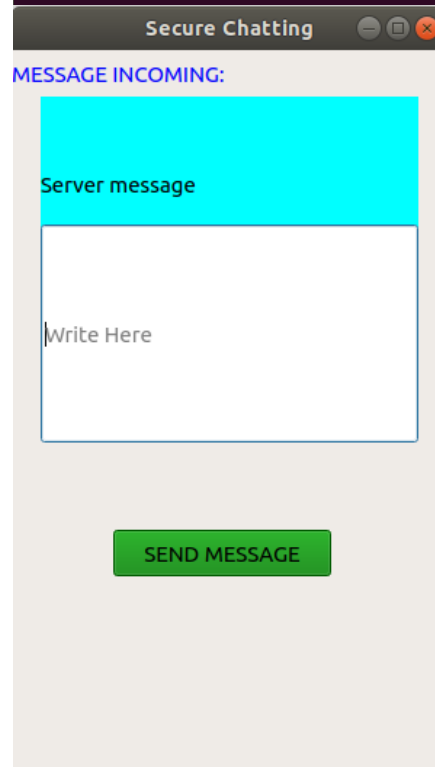 Secure Chatting
MESSAGE INCOMING:
Server message
Write Here
SEND MESSAGE